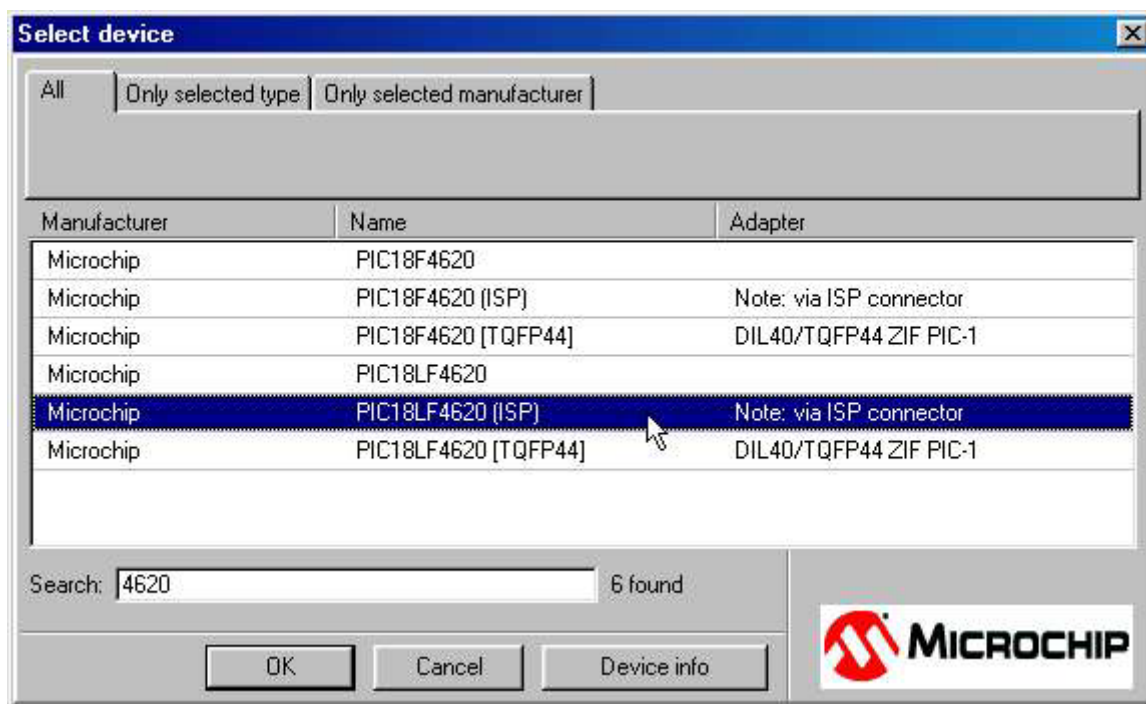 Select device
All Only selected type Only selected manufacturer
Manufacturer Name Adapter
Microchip PIC18F4620
Microchip PIC18F4620 (ISP) Note: via ISP connector
Microchip PIC18F4620 [TQFP44] DIL40/TQFP44 ZIF PIC-1
Microchip PIC18LF4620
Microchip PIC18LF4620 (ISP) Note: via ISP connector
Microchip PIC18LF4620 [TQFP44] DIL40/TQFP44 ZIF PIC-1
Search: 4620 6 found
OK Cancel Device info
MICROCHIP